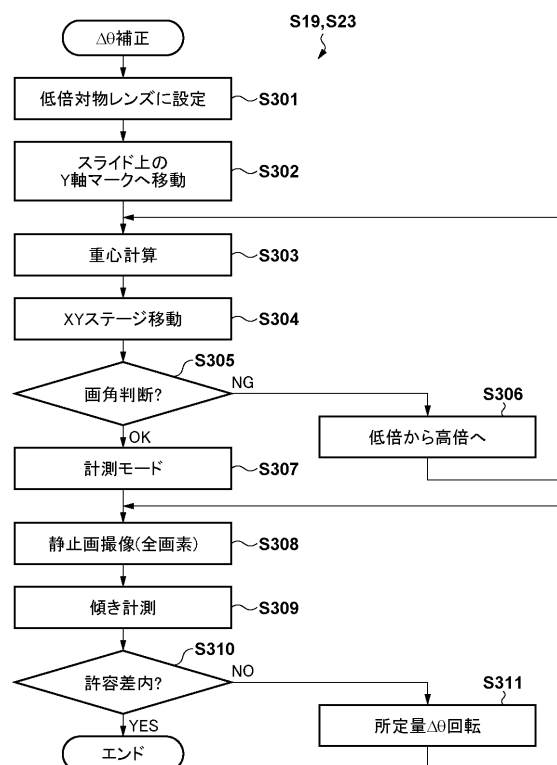 S19,S23
Δθ補正
低倍対物レンズに設定
S301
スライド上の
Y軸マークへ移動
S302
重心計算
S303
XYステージ移動
S304
S305
画角判断?
NG
OK
S306
低倍から高倍へ
計測モード
S307
静止画撮像(全画素)
S308
傾き計測
S309
S310
許容差内?
NO
YES
S311
所定量Δθ回転
エンド